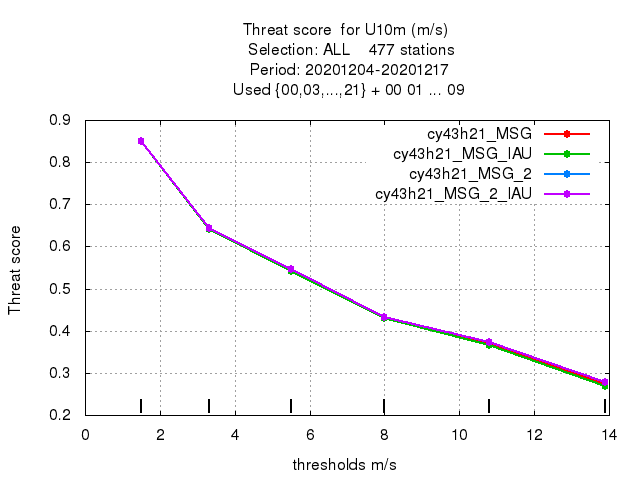 Threat score  for U10m (m/s)
Selection: ALL    477 stations
Period: 20201204-20201217
Used {00,03,...,21} + 00 01 ... 09
cy43h21_MSG
cy43h21_MSG_IAU
cy43h21_MSG_2
cy43h21_MSG_2_IAU
Threat score
0.9
0.8
0.7
0.6
0.5
0.4
0.3
0.2
0 2 4 6 8 10 12 14
thresholds m/s